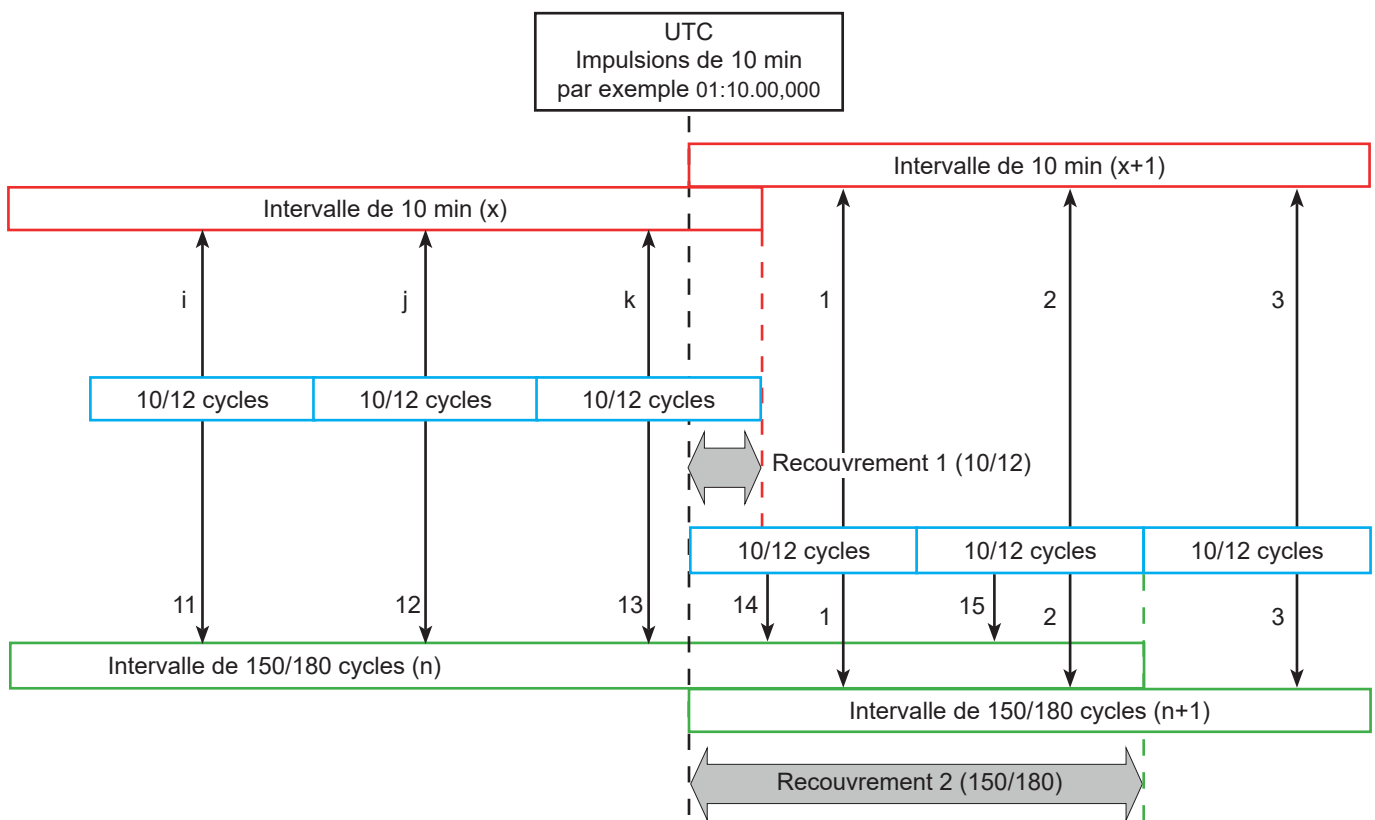 UTC
Impulsions de 10 min
par exemple 01:10.00,000
Intervalle de 10 min (x+1)
Intervalle de 10 min (x)
i
j
k
1
2
3
10/12 cycles
10/12 cycles
10/12 cycles
Recouvrement 1 (10/12)
10/12 cycles
10/12 cycles
10/12 cycles
11
12
13
14
1
15
2
3
Intervalle de 150/180 cycles (n)
Intervalle de 150/180 cycles (n+1)
Recouvrement 2 (150/180)